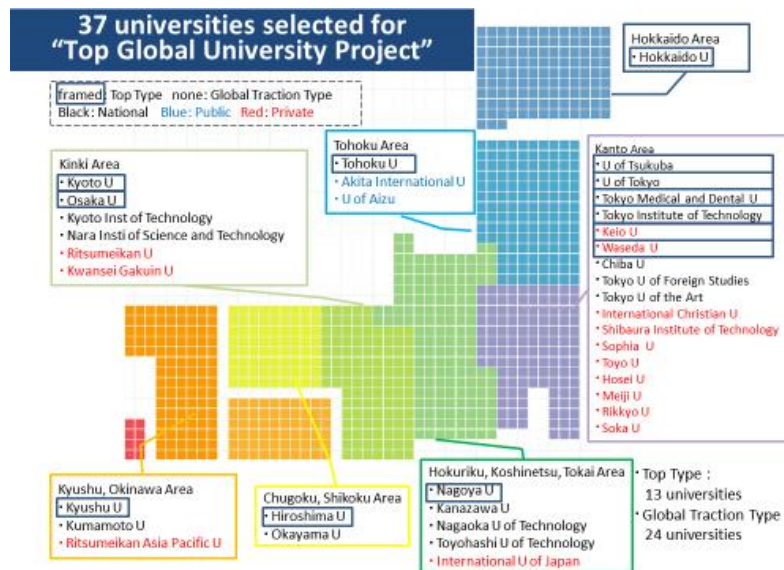 37 universities selected for
“Top Global University Project”
framed: Top Type none: Global Traction Type
Black: National Blue: Public Red: Private
Hokkaido Area
・Hokkaido U
Tohoku Area
・Tohoku U
・Akita International U
・U of Aizu
Kanto Area
・U of Tsukuba
・U of Tokyo
・Tokyo Medical and Dental U
・Tokyo Institute of Technology
・Keio U
・Waseda U
・Chiba U
・Tokyo U of Foreign Studies
・Tokyo U of the Art
・International Christian U
・Shibaura Institute of Technology
・Sophia U
・Toyo U
・Hosei U
・Meiji U
・Rikkyo U
・Soka U
Kinki Area
・Kyoto U
・Osaka U
・Kyoto Inst of Technology
・Nara Insti of Science and Technology
・Ritsumeikan U
・Kwansei Gakuin U
Kyushu, Okinawa Area
・Kyushu U
・Kumamoto U
・Ritsumeikan Asia Pacific U
Chugoku, Shikoku Area
・Hiroshima U
・Okayama U
Hokuriku, Koshinetsu, Tokai Area
・Nagoya U
・Kanazawa U
・Nagaoka U of Technology
・Toyohashi U of Technology
・International U of Japan
・Top Type :
13 universities
・Global Traction Type
24 universities